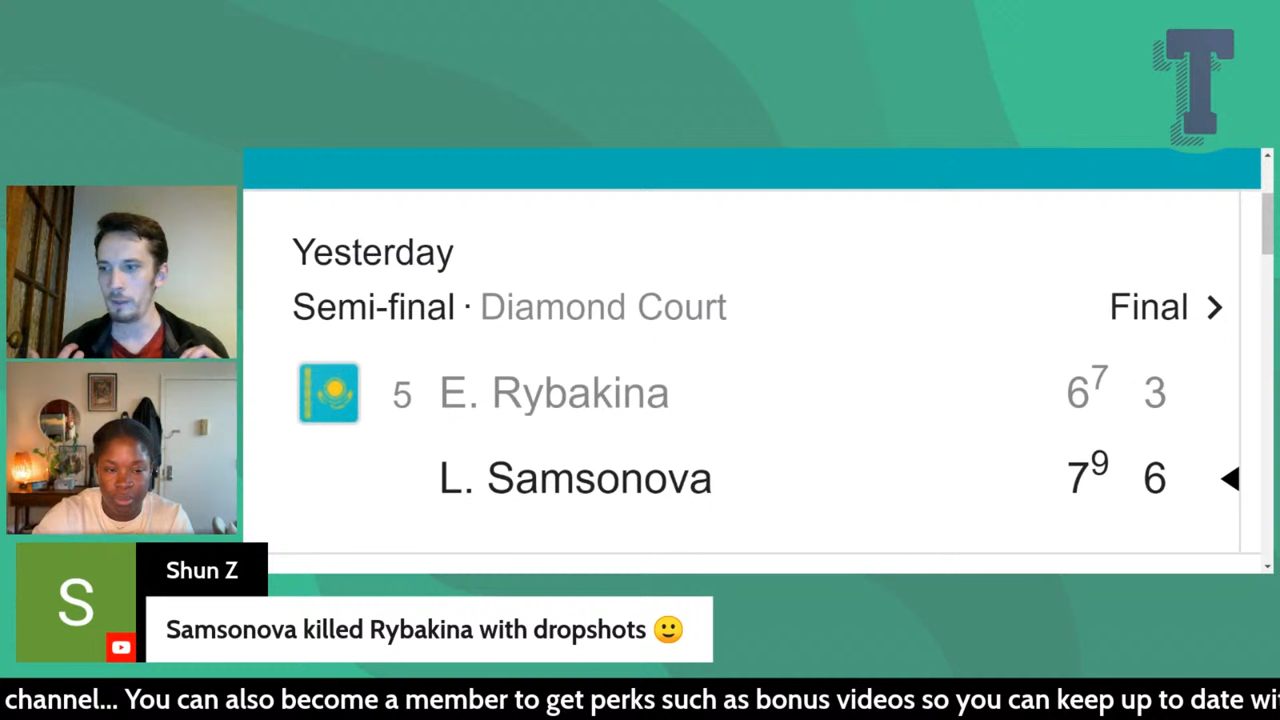 T
Yesterday
Semi-final · Diamond Court Final
5 E. Rybakina 6⁷ 3
L. Samsonova 7⁹ 6
S
Shun Z
Samsonova killed Rybakina with dropshots 🙂
channel... You can also become a member to get perks such as bonus videos so you can keep up to date wi